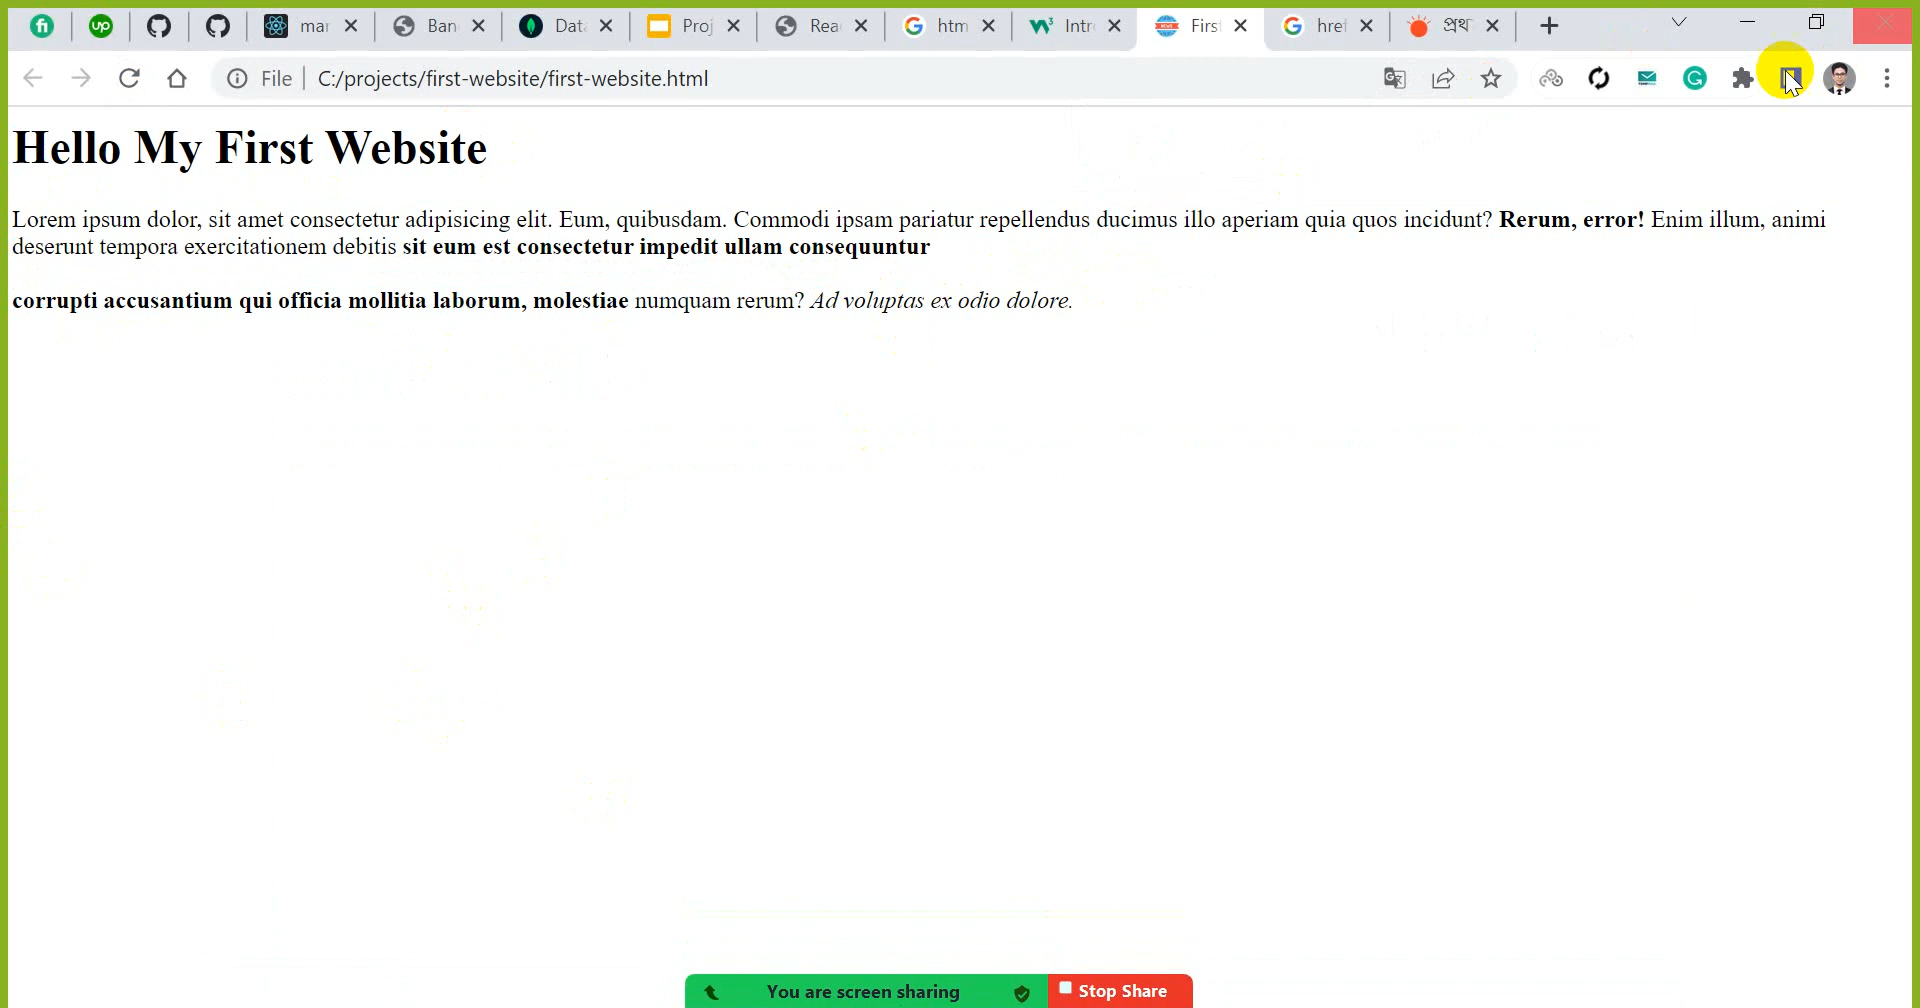 up mar Ban Data Proj Rea htm Intr First href প্রথ
File C:/projects/first-website/first-website.html
Hello My First Website
Lorem ipsum dolor, sit amet consectetur adipisicing elit. Eum, quibusdam. Commodi ipsam pariatur repellendus ducimus illo aperiam quia quos incidunt? Rerum, error! Enim illum, animi
deserunt tempora exercitationem debitis sit eum est consectetur impedit ullam consequuntur
corrupti accusantium qui officia mollitia laborum, molestiae numquam rerum? Ad voluptas ex odio dolore.
You are screen sharing Stop Share